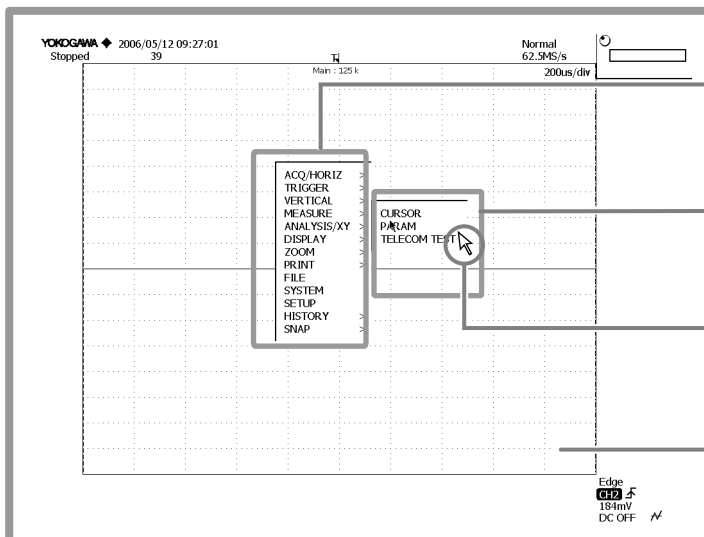 YOKOGAWA ◆ 2006/05/12 09:27:01
Normal
Stopped 39
62.5MS/s
Main : 125 k
200us/div
ACQ/HORIZ >
TRIGGER >
VERTICAL >
MEASURE >
ANALYSIS/XY >
DISPLAY >
ZOOM >
PRINT >
FILE
SYSTEM
SETUP
HISTORY >
SNAP >
CURSOR
PARAM
TELECOM TEST
Edge
CH2
184mV
DC OFF